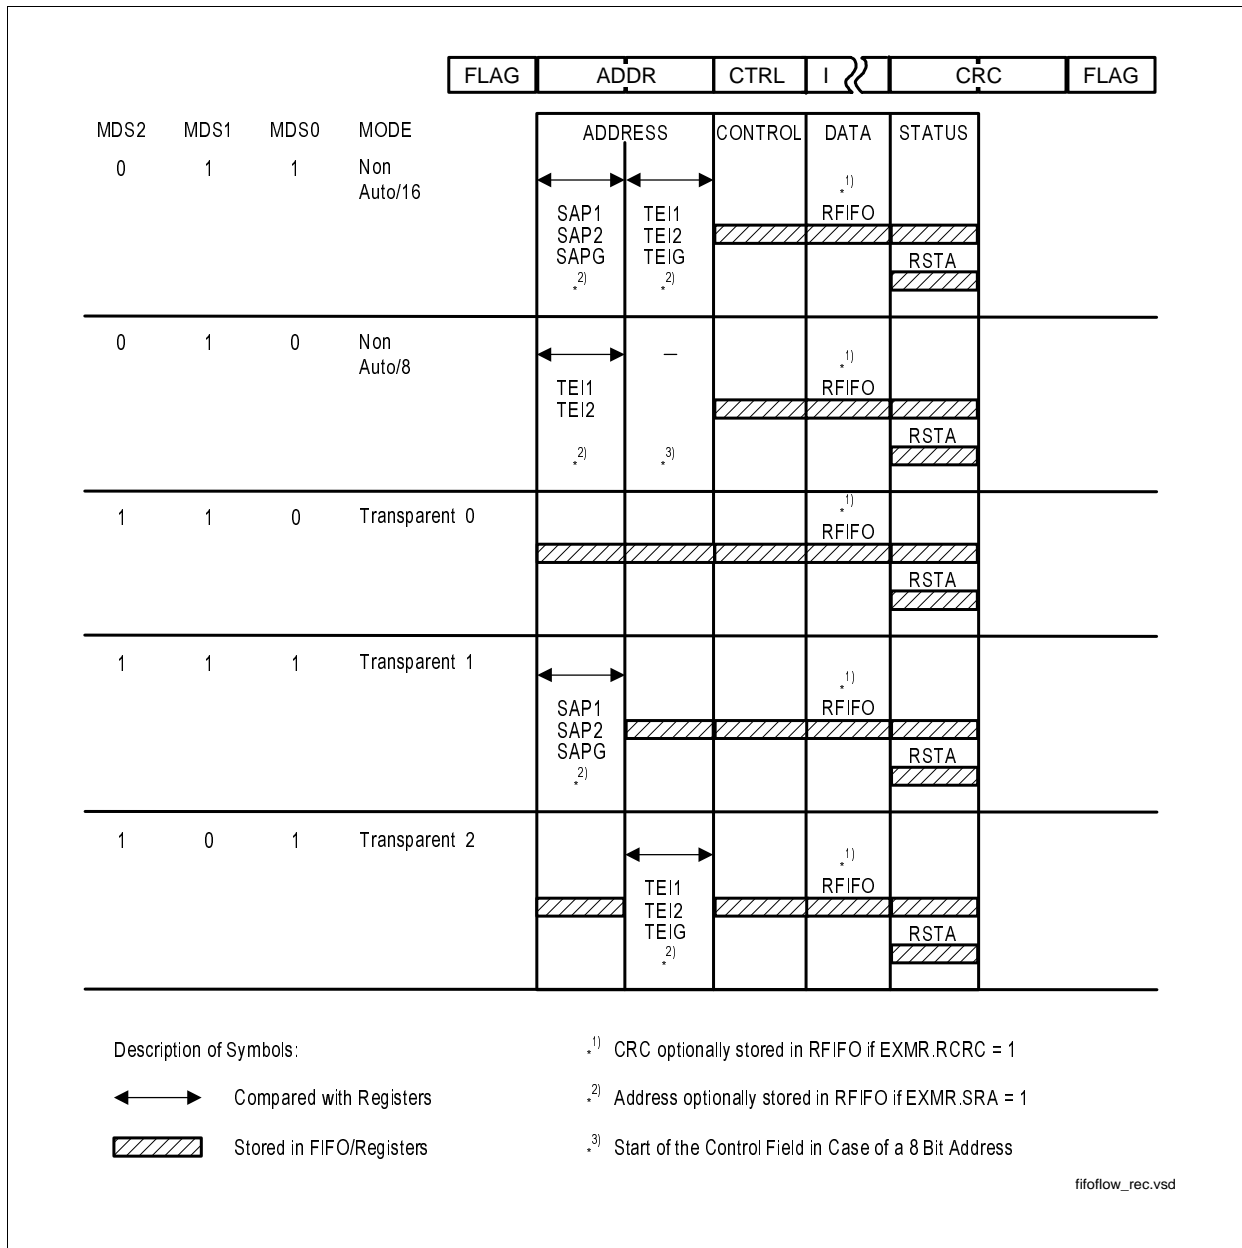 FLAG ADDR CTRL I CRC FLAG
MDS2 MDS1 MDS0 MODE ADDRESS CONTROL DATA STATUS
0 1 1 Non
Auto/16
*1)
SAP1 TEI1 RFIFO
SAP2 TEI2
SAPG TEIG RSTA
*2) *2)
0 1 0 Non
Auto/8
– *1)
TEI1 RFIFO
TEI2
RSTA
*2) *3)
*1)
1 1 0 Transparent 0
RFIFO
RSTA
1 1 1 Transparent 1
*1)
SAP1 RFIFO
SAP2
SAPG RSTA
*2)
1 0 1 Transparent 2
*1)
TEI1 RFIFO
TEI2
TEIG RSTA
*2)
Description of Symbols: *1) CRC optionally stored in RFIFO if EXMR.RCRC = 1
Compared with Registers *2) Address optionally stored in RFIFO if EXMR.SRA = 1
Stored in FIFO/Registers *3) Start of the Control Field in Case of a 8 Bit Address
fifoflow_rec.vsd